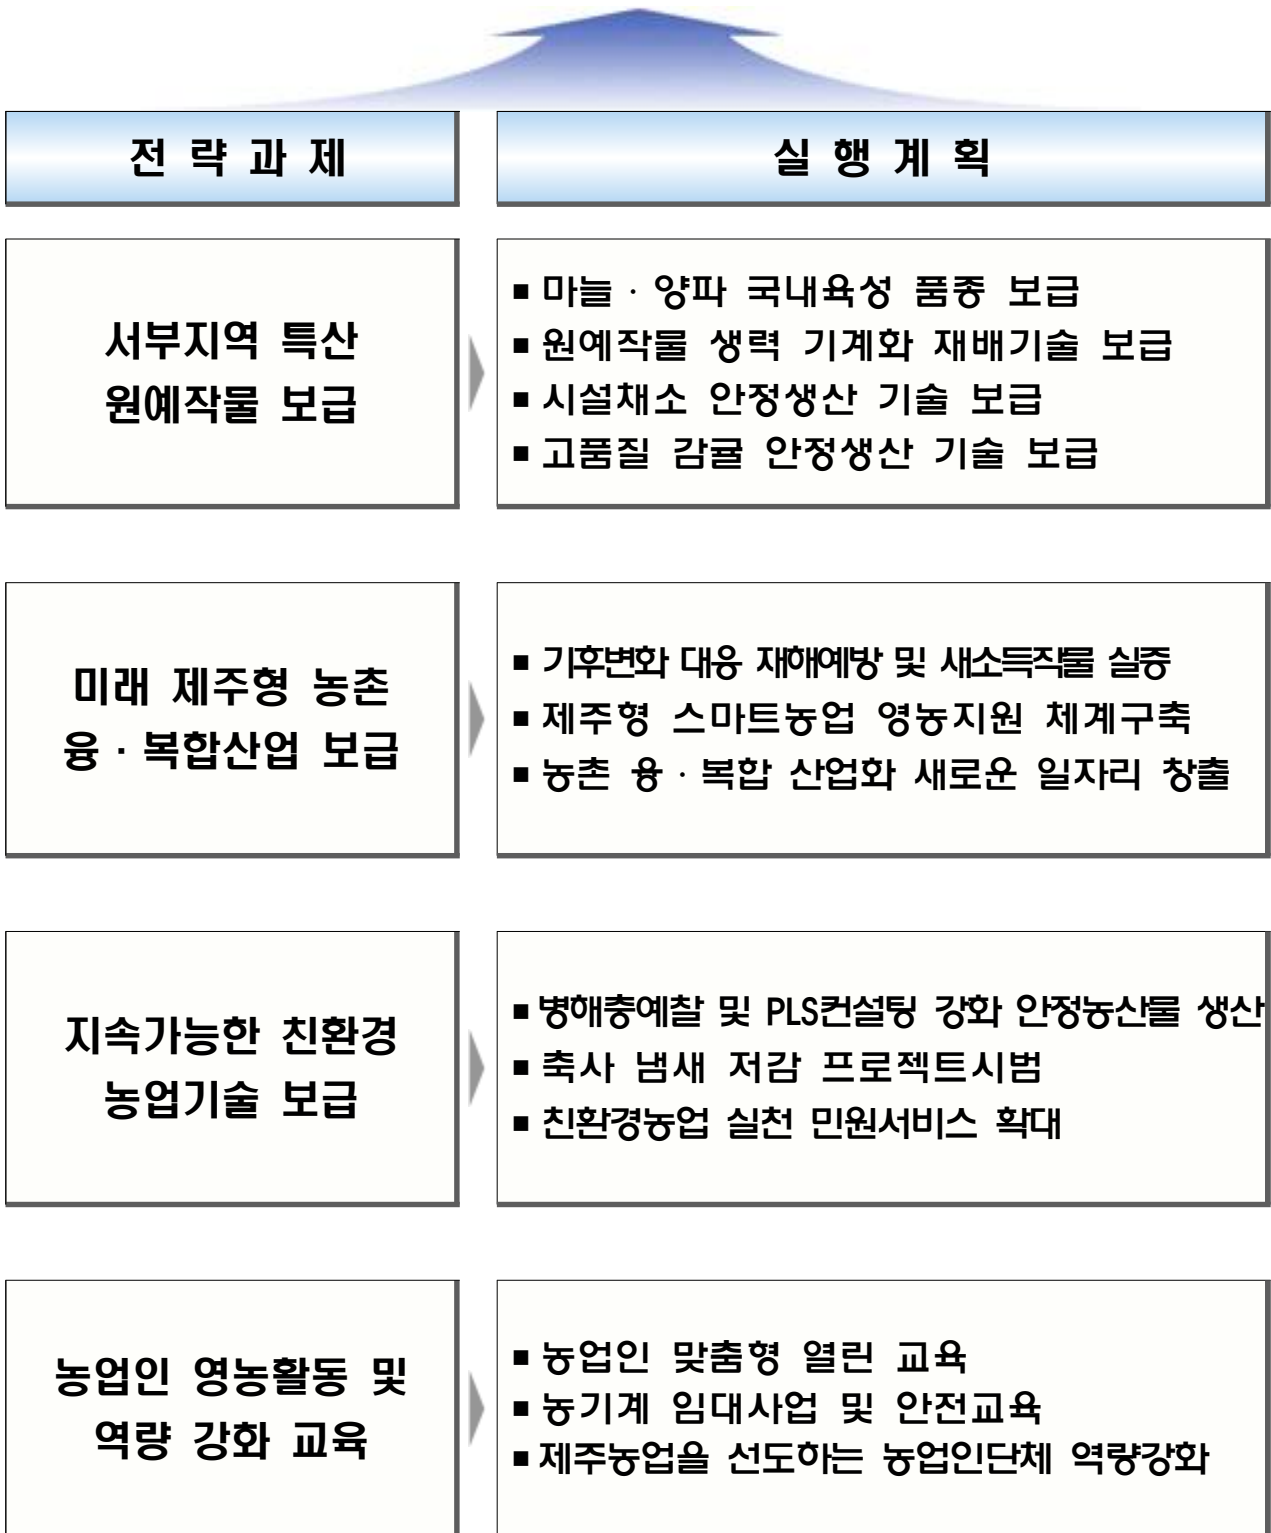 전 략 과 제
실 행 계 획
서부지역 특산
원예작물 보급
▪ 마늘 · 양파 국내육성 품종 보급
▪ 원예작물 생력 기계화 재배기술 보급
▪ 시설채소 안정생산 기술 보급
▪ 고품질 감귤 안정생산 기술 보급
미래 제주형 농촌
융 · 복합산업 보급
▪ 기후변화 대응 재해예방 및 새소득작물 실증
▪ 제주형 스마트농업 영농지원 체계구축
▪ 농촌 융 · 복합 산업화 새로운 일자리 창출
지속가능한 친환경
농업기술 보급
▪ 병해충예찰 및 PLS컨설팅 강화 안정농산물 생산
▪ 축사 냄새 저감 프로젝트시범
▪ 친환경농업 실천 민원서비스 확대
농업인 영농활동 및
역량 강화 교육
▪ 농업인 맞춤형 열린 교육
▪ 농기계 임대사업 및 안전교육
▪ 제주농업을 선도하는 농업인단체 역량강화